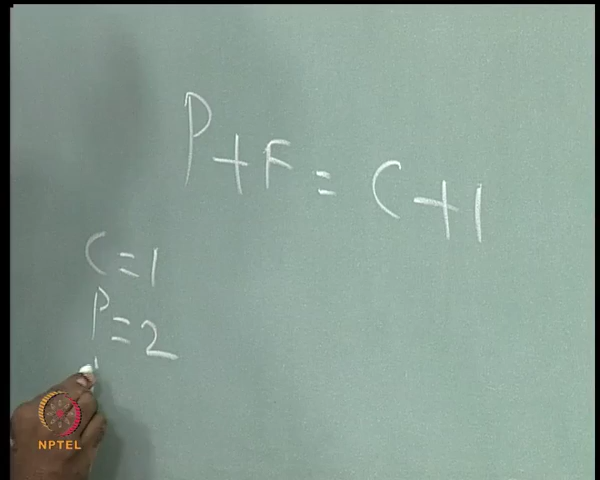 P + F = C + 1
C = 1
P = 2
NPTEL